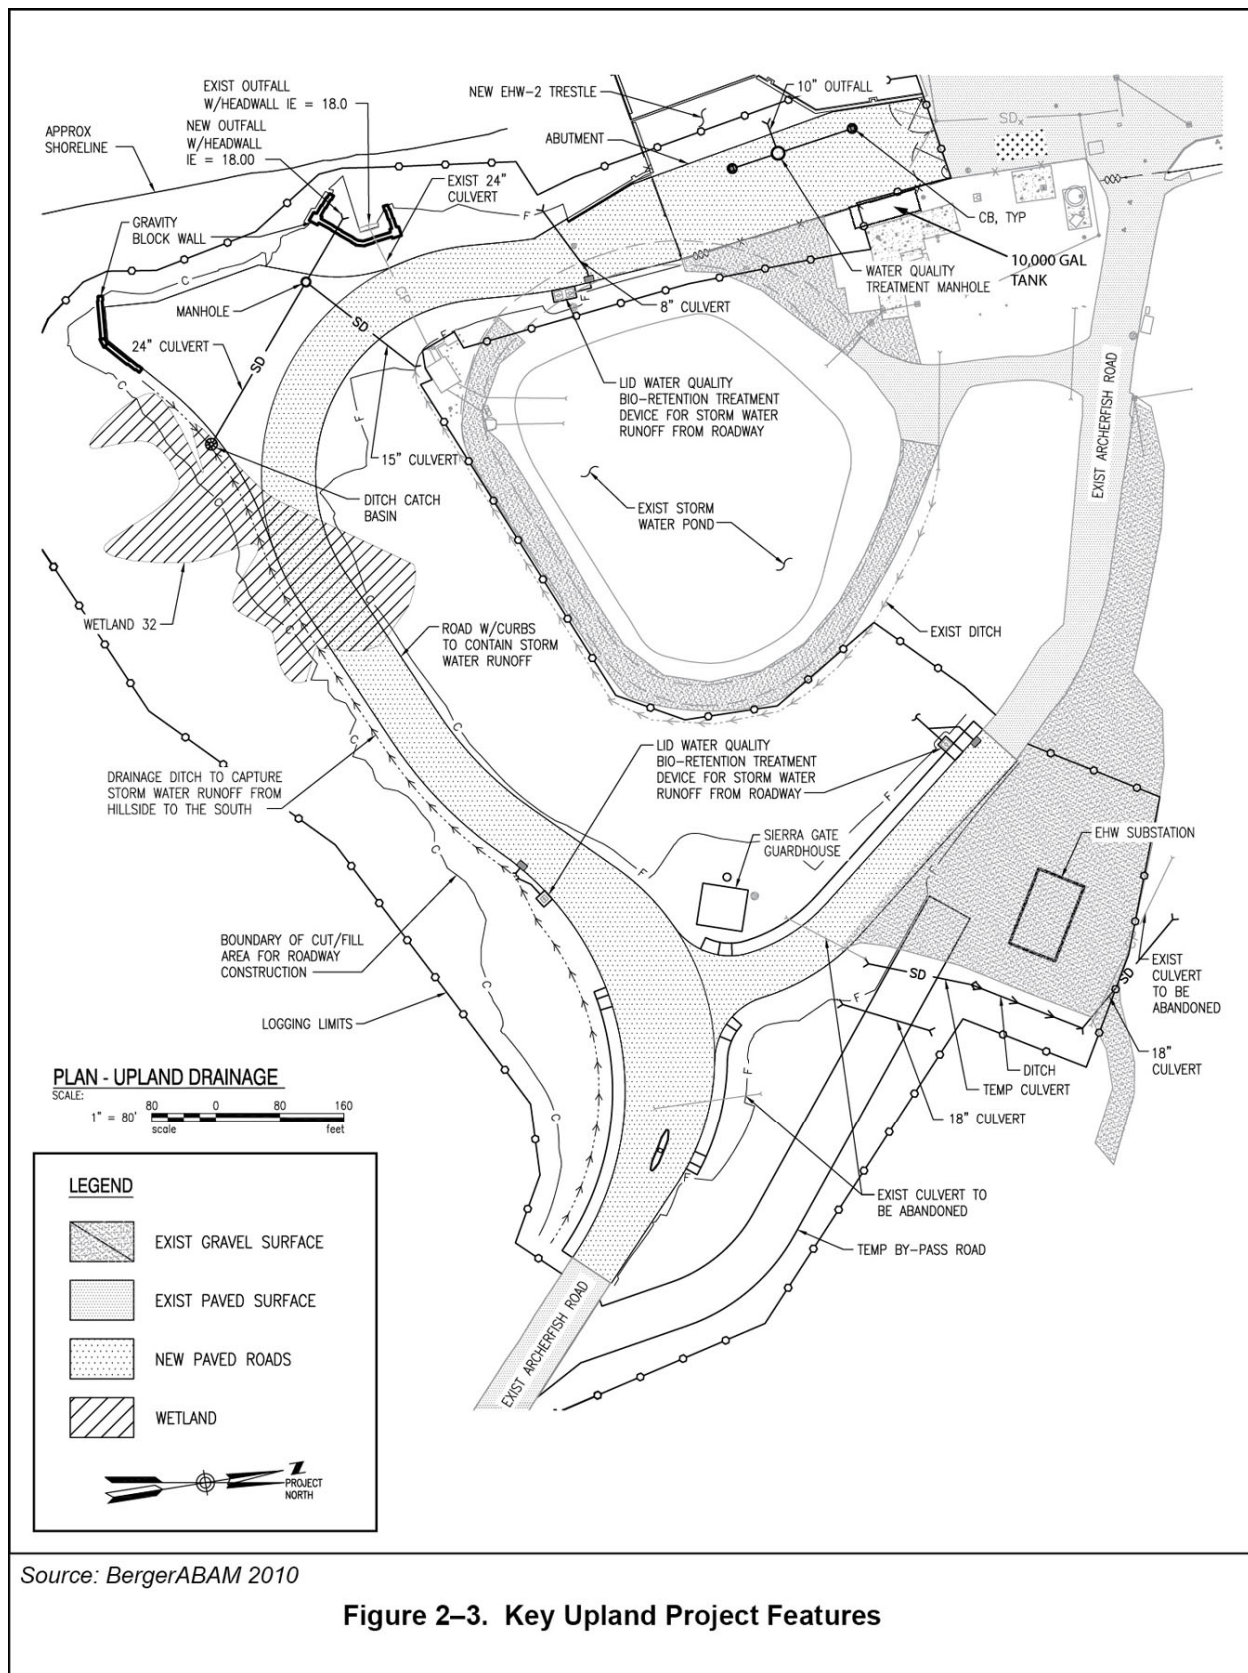 EXIST OUTFALL
W/HEADWALL IE = 18.0
NEW OUTFALL
W/HEADWALL
IE = 18.00
APPROX
SHORELINE
NEW EHW-2 TRESTLE
10" OUTFALL
ABUTMENT
SDx
EXIST 24"
CULVERT
GRAVITY
BLOCK WALL
F
C
CB, TYP
10,000 GAL
TANK
WATER QUALITY
TREATMENT MANHOLE
MANHOLE
8" CULVERT
F
F
SD
24" CULVERT
SD
C
LID WATER QUALITY
BIO-RETENTION TREATMENT
DEVICE FOR STORM WATER
RUNOFF FROM ROADWAY
EXIST ARCHERFISH ROAD
F
15" CULVERT
C
DITCH CATCH
BASIN
EXIST STORM
WATER POND
C
C
C
WETLAND 32
ROAD W/CURBS
TO CONTAIN STORM
WATER RUNOFF
EXIST DITCH
C
C
DRAINAGE DITCH TO CAPTURE
STORM WATER RUNOFF FROM
HILLSIDE TO THE SOUTH
LID WATER QUALITY
BIO-RETENTION TREATMENT
DEVICE FOR STORM WATER
RUNOFF FROM ROADWAY
F
C
SIERRA GATE
GUARDHOUSE
EHW SUBSTATION
F
F
BOUNDARY OF CUT/FILL
AREA FOR ROADWAY
CONSTRUCTION
C
SD
F
SD
EXIST
CULVERT
TO BE
ABANDONED
LOGGING LIMITS
18"
CULVERT
DITCH
TEMP CULVERT
18" CULVERT
F
C
PLAN - UPLAND DRAINAGE
SCALE:
1" = 80'
80 0 80 160
scale feet
F
EXIST CULVERT TO
BE ABANDONED
TEMP BY-PASS ROAD
EXIST ARCHERFISH ROAD
LEGEND
EXIST GRAVEL SURFACE
EXIST PAVED SURFACE
NEW PAVED ROADS
WETLAND
N
PROJECT
NORTH
Source: BergerABAM 2010
Figure 2–3. Key Upland Project Features